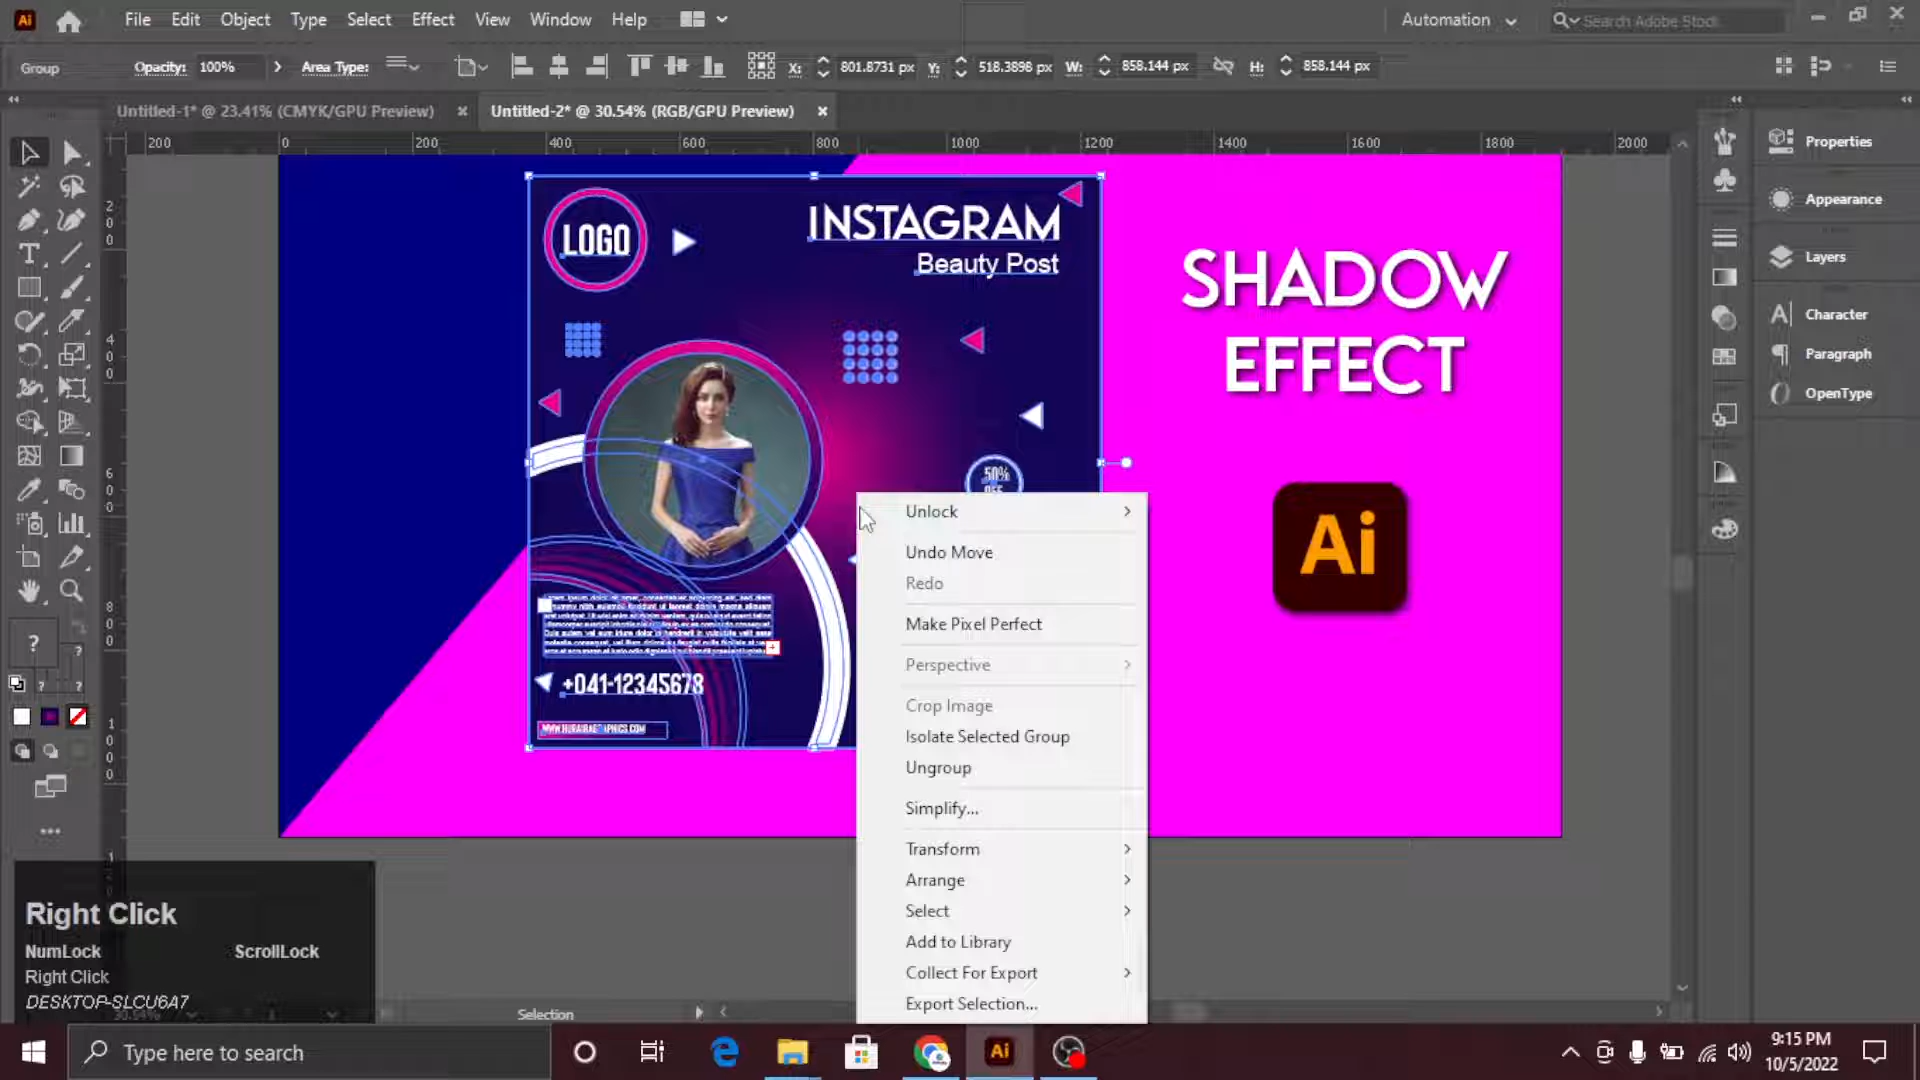 Ai File Edit Object Type Select Effect View Window Help Automation Search Adobe Stock
Group Opacity: 100% Area Type: X: 801.8731 px Y: 518.3898 px W: 858.144 px H: 858.144 px
Untitled-1* @ 23.41% (CMYK/GPU Preview) Untitled-2* @ 30.54% (RGB/GPU Preview)
200 0 200 400 600 800 1000 1200 1400 1600 1800 2000
Properties
Appearance
Layers
Character
Paragraph
OpenType
LOGO
INSTAGRAM
Beauty Post
50%
OFF
+041-12345678
SHADOW
EFFECT
Ai
Unlock
Undo Move
Redo
Make Pixel Perfect
Perspective
Crop Image
Isolate Selected Group
Ungroup
Simplify...
Transform
Arrange
Select
Add to Library
Collect For Export
Export Selection...
Right Click
NumLock ScrollLock
Right Click
DESKTOP-SLCU6A7
30.54% Selection
Type here to search
Ai
9:15 PM
10/5/2022